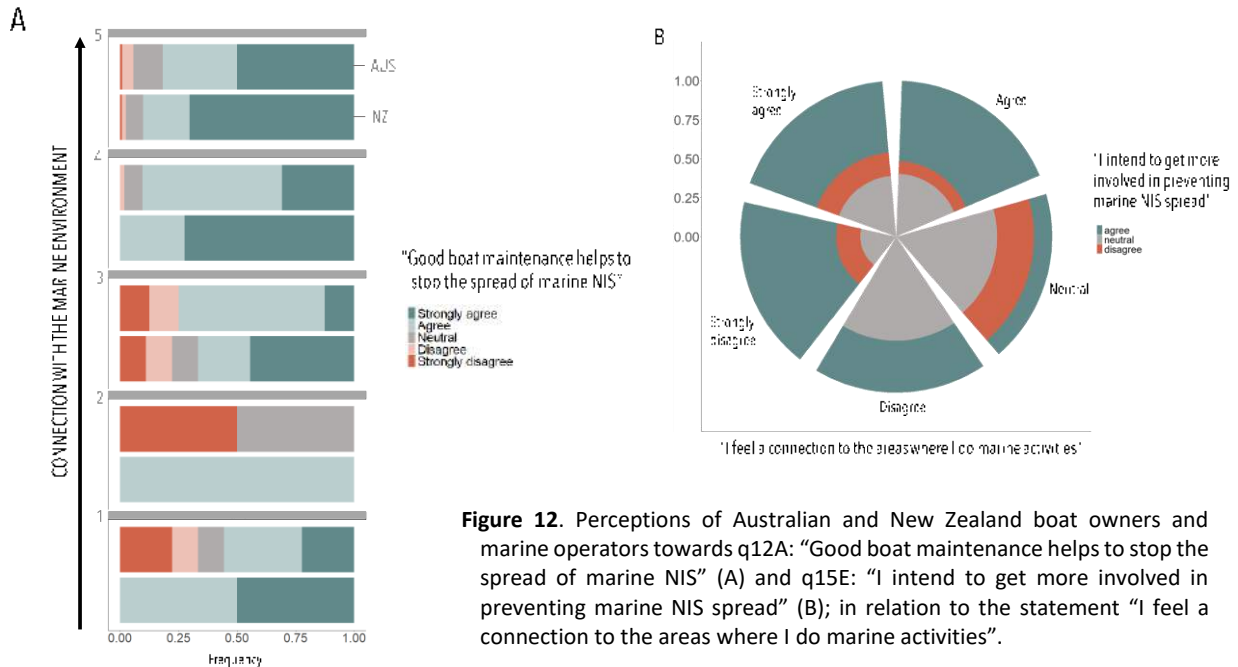 A
5
AUS
NZ
4
3
2
1
CONNECTION WITH THE MARINE ENVIRONMENT
0.00 0.25 0.50 0.75 1.00
Frequency
"Good boat maintenance helps to
stop the spread of marine NIS"
Strongly agree
Agree
Neutral
Disagree
Strongly disagree
B
1.00
0.75
0.50
0.25
0.00
Strongly
agree
Agree
Neutral
Disagree
Strongly
disagree
"I intend to get more
involved in preventing
marine NIS spread"
agree
neutral
disagree
"I feel a connection to the areas where I do marine activities"
Figure 12. Perceptions of Australian and New Zealand boat owners and
marine operators towards q12A: “Good boat maintenance helps to stop the
spread of marine NIS” (A) and q15E: “I intend to get more involved in
preventing marine NIS spread” (B); in relation to the statement “I feel a
connection to the areas where I do marine activities”.